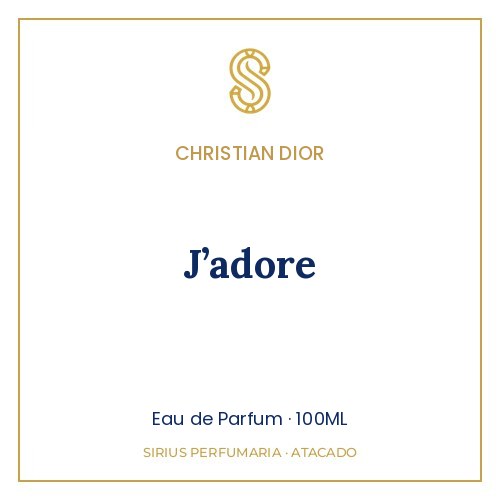 CHRISTIAN DIOR
J’adore
Eau de Parfum · 100ML
SIRIUS PERFUMARIA · ATACADO